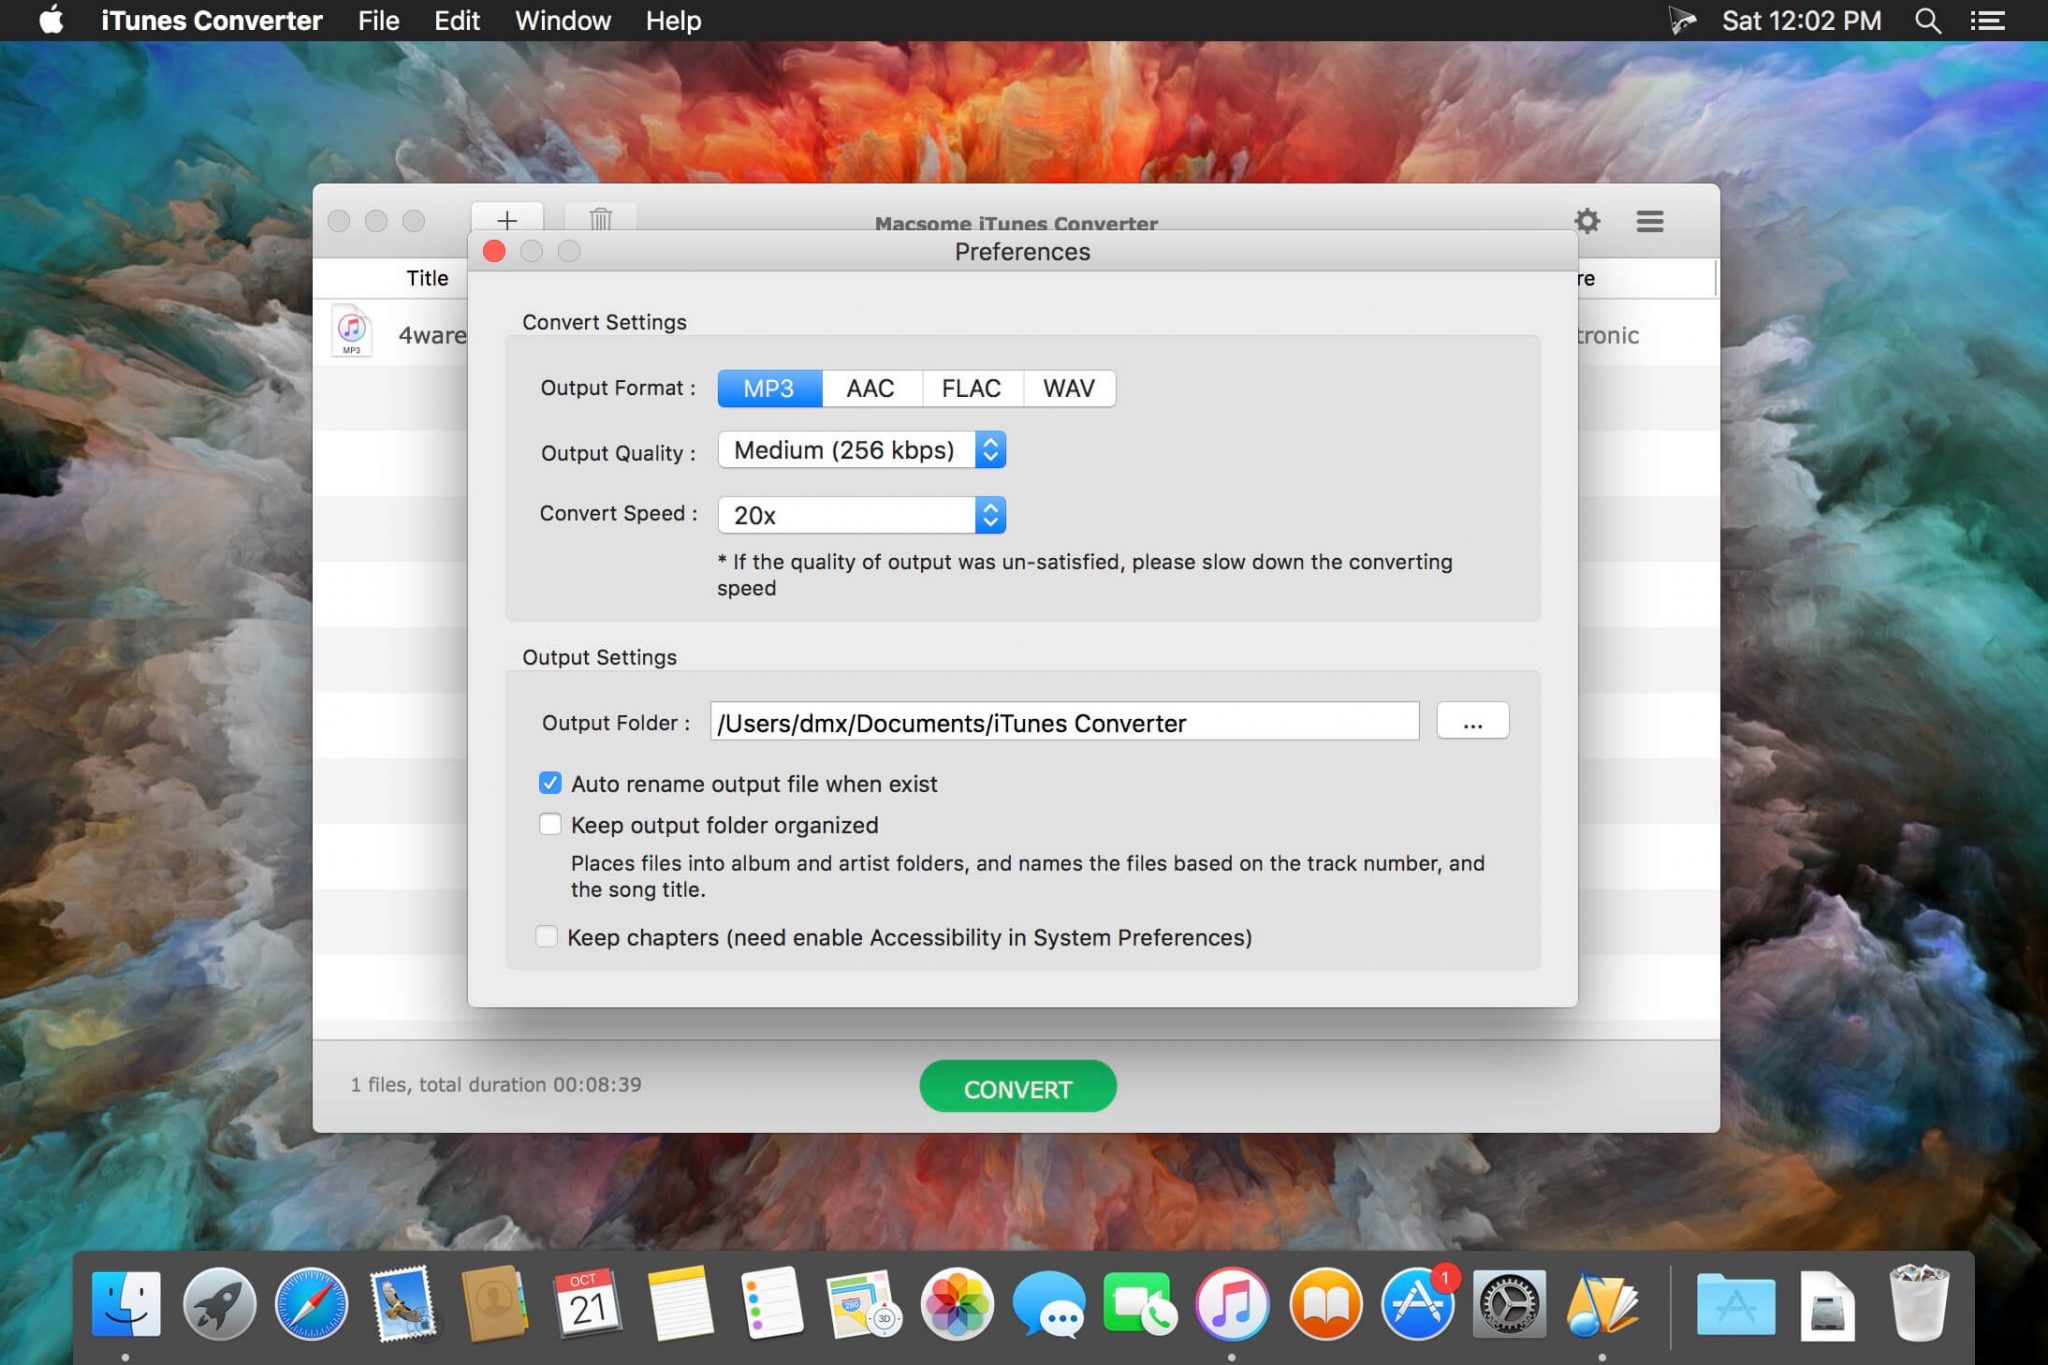 iTunes Converter File Edit Window Help Sat 12:02 PM
Macsome iTunes Converter
Preferences
Title
re
MP3
4ware
tronic
Convert Settings
Output Format : MP3 AAC FLAC WAV
Output Quality : Medium (256 kbps)
Convert Speed : 20x
* If the quality of output was un-satisfied, please slow down the converting
speed
Output Settings
Output Folder : /Users/dmx/Documents/iTunes Converter ...
Auto rename output file when exist
Keep output folder organized
Places files into album and artist folders, and names the files based on the track number, and
the song title.
Keep chapters (need enable Accessibility in System Preferences)
1 files, total duration 00:08:39
CONVERT
OCT
21
280
3D
1